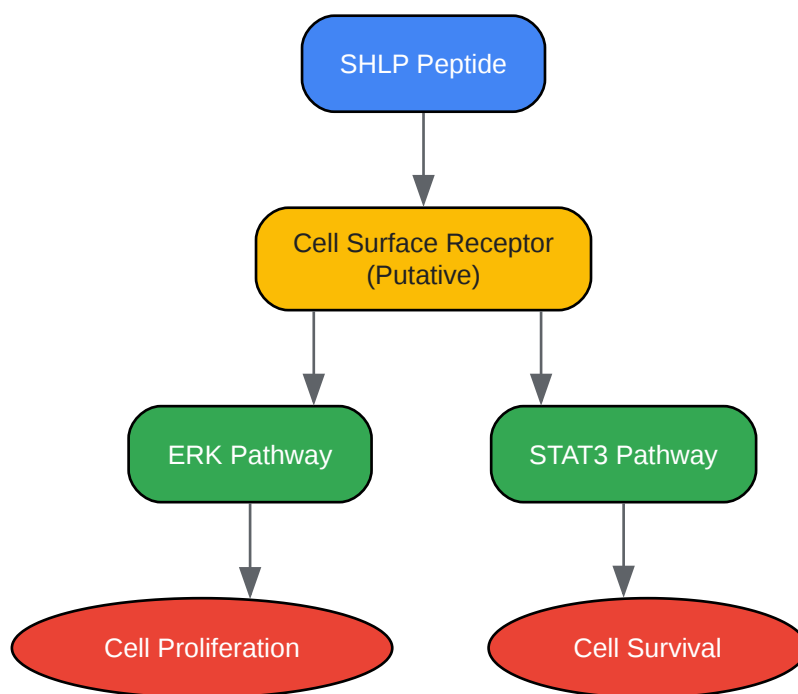 SHLP Peptide
Cell Surface Receptor
(Putative)
ERK Pathway
STAT3 Pathway
Cell Proliferation
Cell Survival